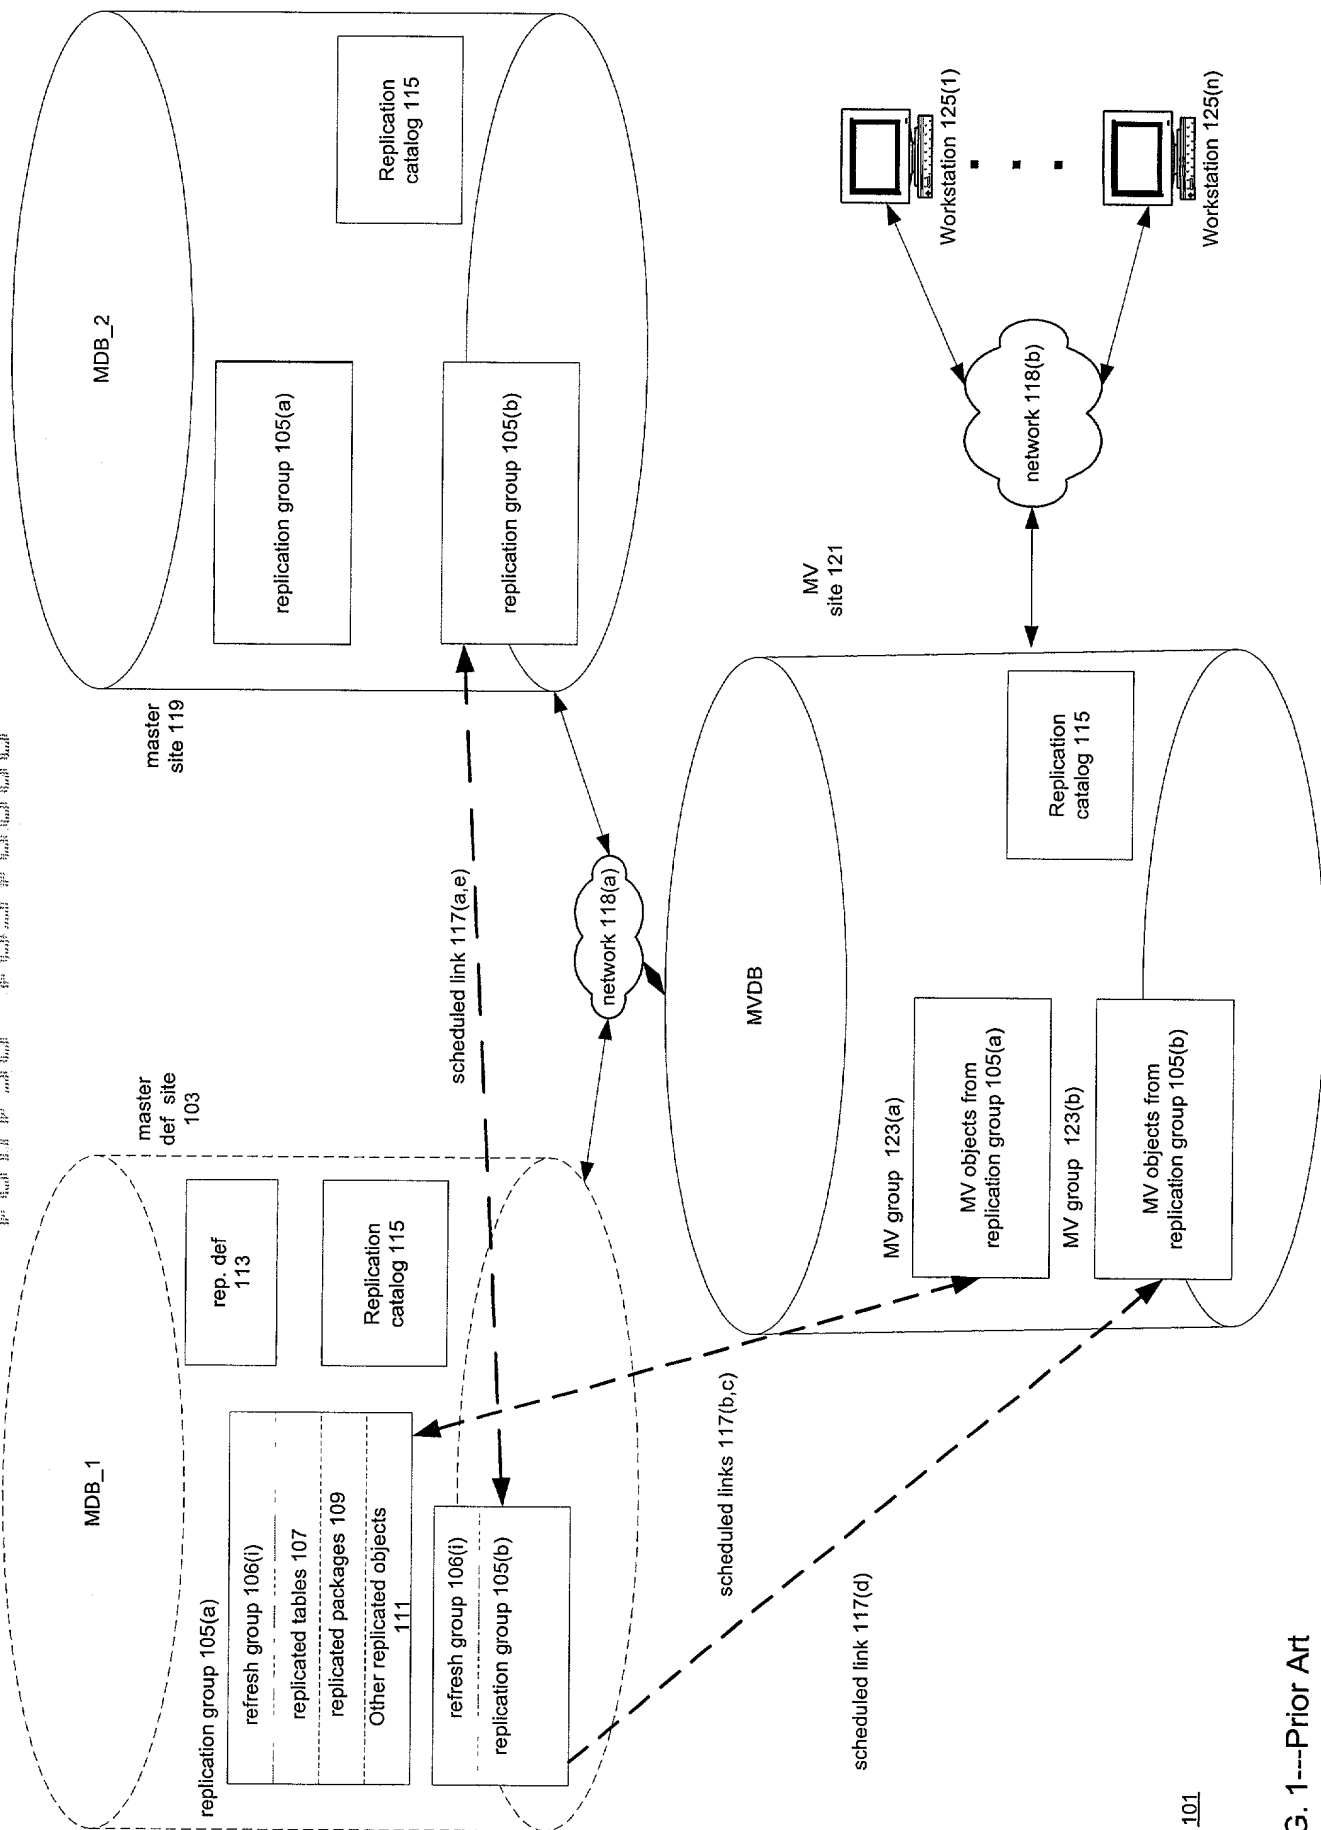 MDB_1
master
def site
103
replication group 105(a)
refresh group 106(i)
replicated tables 107
replicated packages 109
Other replicated objects
111
rep. def
113
Replication
catalog 115
refresh group 106(i)
replication group 105(b)
MDB_2
master
site 119
replication group 105(a)
replication group 105(b)
Replication
catalog 115
scheduled link 117(a,e)
network 118(a)
scheduled links 117(b,c)
scheduled link 117(d)
MVDB
MV
site 121
MV group 123(a)
MV objects from
replication group 105(a)
MV group 123(b)
MV objects from
replication group 105(b)
Replication
catalog 115
network 118(b)
Workstation 125(1)
Workstation 125(n)
101
G. 1---Prior Art